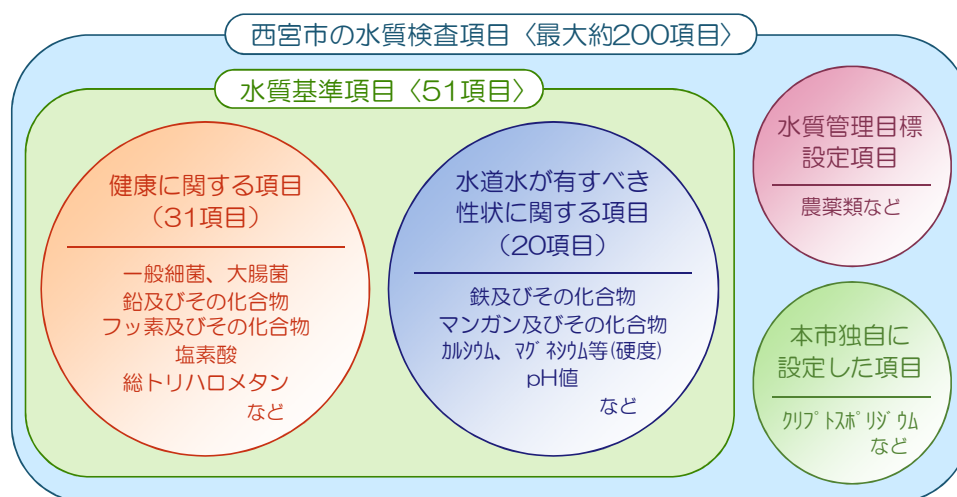 西宮市の水質検査項目〈最大約200項目〉
水質基準項目〈51項目〉
健康に関する項目
（31項目）
一般細菌、大腸菌
鉛及びその化合物
フッ素及びその化合物
塩素酸
総トリハロメタン
など
水道水が有すべき
性状に関する項目
（20項目）
鉄及びその化合物
マンガン及びその化合物
ｶﾙｼｳﾑ、ﾏｸﾞﾈｼｳﾑ等(硬度)
pH値
など
水質管理目標
設定項目
農薬類など
本市独自に
設定した項目
ｸﾘﾌﾟﾄｽﾎﾟﾘｼﾞｳﾑ
など